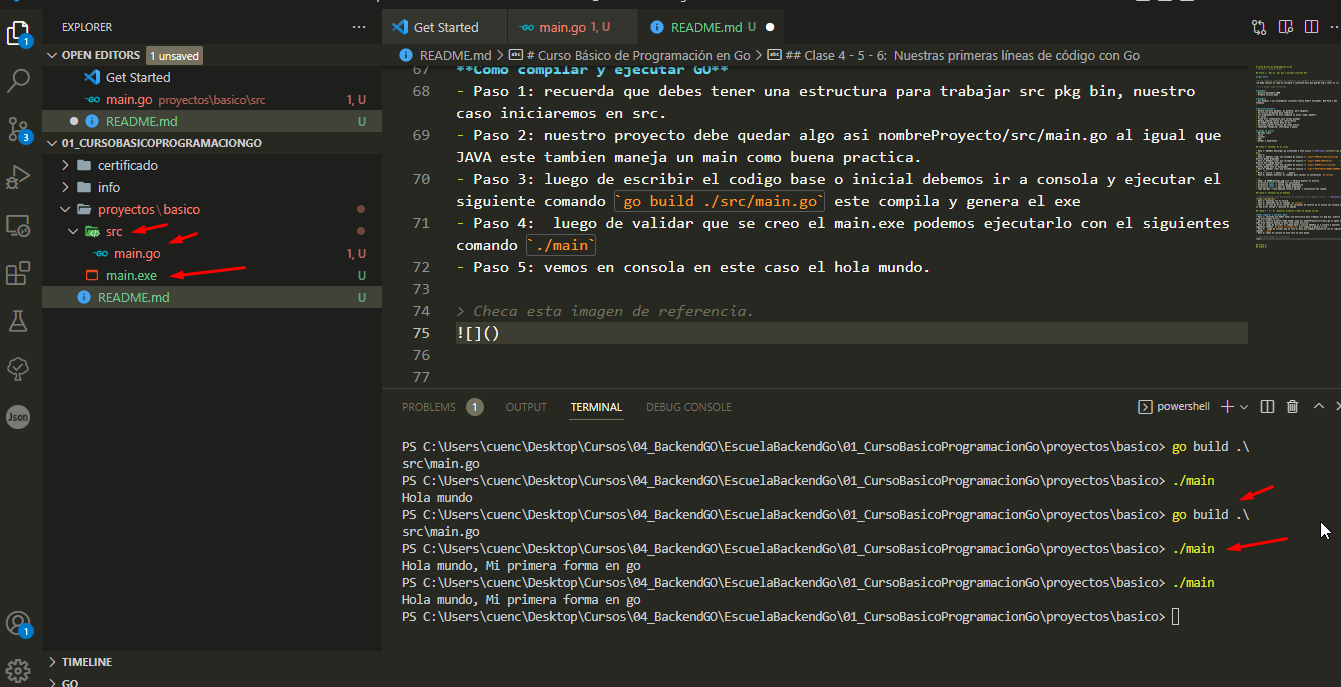 EXPLORER
OPEN EDITORS 1 unsaved
Get Started
main.go proyectos\basico\src 1, U
README.md U
01_CURSOBASICOPROGRAMACIONGO
certificado
info
proyectos \ basico
src
main.go 1, U
main.exe U
README.md U
TIMELINE
GO
1
3
Json
1
Get Started
main.go 1, U
README.md U
README.md > # Curso Básico de Programación en Go > ## Clase 4 - 5 - 6: Nuestras primeras líneas de código con Go
67 **Como compilar y ejecutar GO**
68 - Paso 1: recuerda que debes tener una estructura para trabajar src pkg bin, nuestro
caso iniciaremos en src.
69 - Paso 2: nuestro proyecto debe quedar algo asi nombreProyecto/src/main.go al igual que
JAVA este tambien maneja un main como buena practica.
70 - Paso 3: luego de escribir el codigo base o inicial debemos ir a consola y ejecutar el
siguiente comando `go build ./src/main.go` este compila y genera el exe
71 - Paso 4:  luego de validar que se creo el main.exe podemos ejecutarlo con el siguientes
comando `./main`
72 - Paso 5: vemos en consola en este caso el hola mundo.
73
74 > Checa esta imagen de referencia.
75 ![]()
76
77
PROBLEMS 1 OUTPUT TERMINAL DEBUG CONSOLE powershell
PS C:\Users\cuenc\Desktop\Cursos\04_BackendGO\EscuelaBackendGo\01_CursoBasicoProgramacionGo\proyectos\basico> go build .\
src\main.go
PS C:\Users\cuenc\Desktop\Cursos\04_BackendGO\EscuelaBackendGo\01_CursoBasicoProgramacionGo\proyectos\basico> ./main
Hola mundo
PS C:\Users\cuenc\Desktop\Cursos\04_BackendGO\EscuelaBackendGo\01_CursoBasicoProgramacionGo\proyectos\basico> go build .\
src\main.go
PS C:\Users\cuenc\Desktop\Cursos\04_BackendGO\EscuelaBackendGo\01_CursoBasicoProgramacionGo\proyectos\basico> ./main
Hola mundo, Mi primera forma en go
PS C:\Users\cuenc\Desktop\Cursos\04_BackendGO\EscuelaBackendGo\01_CursoBasicoProgramacionGo\proyectos\basico> ./main
Hola mundo, Mi primera forma en go
PS C:\Users\cuenc\Desktop\Cursos\04_BackendGO\EscuelaBackendGo\01_CursoBasicoProgramacionGo\proyectos\basico>